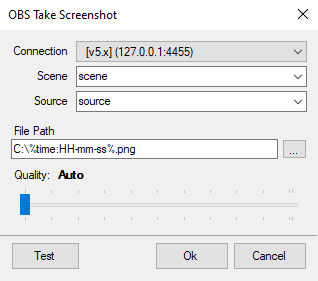 OBS Take Screenshot
Connection [v5.x] (127.0.0.1:4455)
Scene scene
Source source
File Path
C:\%time:HH-mm-ss%.png ...
Quality: Auto
Test Ok Cancel